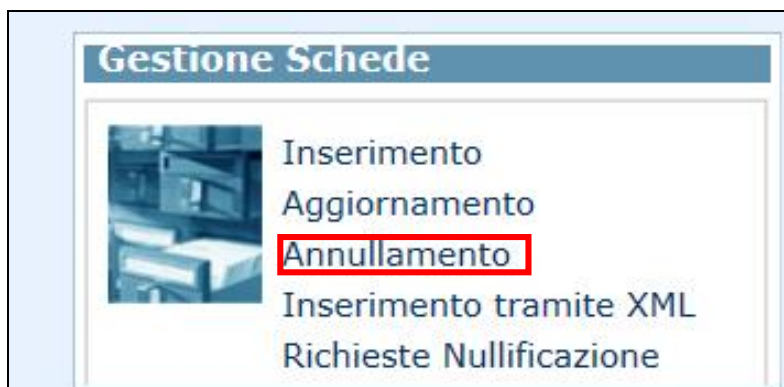 Gestione Schede
Inserimento
Aggiornamento
Annullamento
Inserimento tramite XML
Richieste Nullificazione